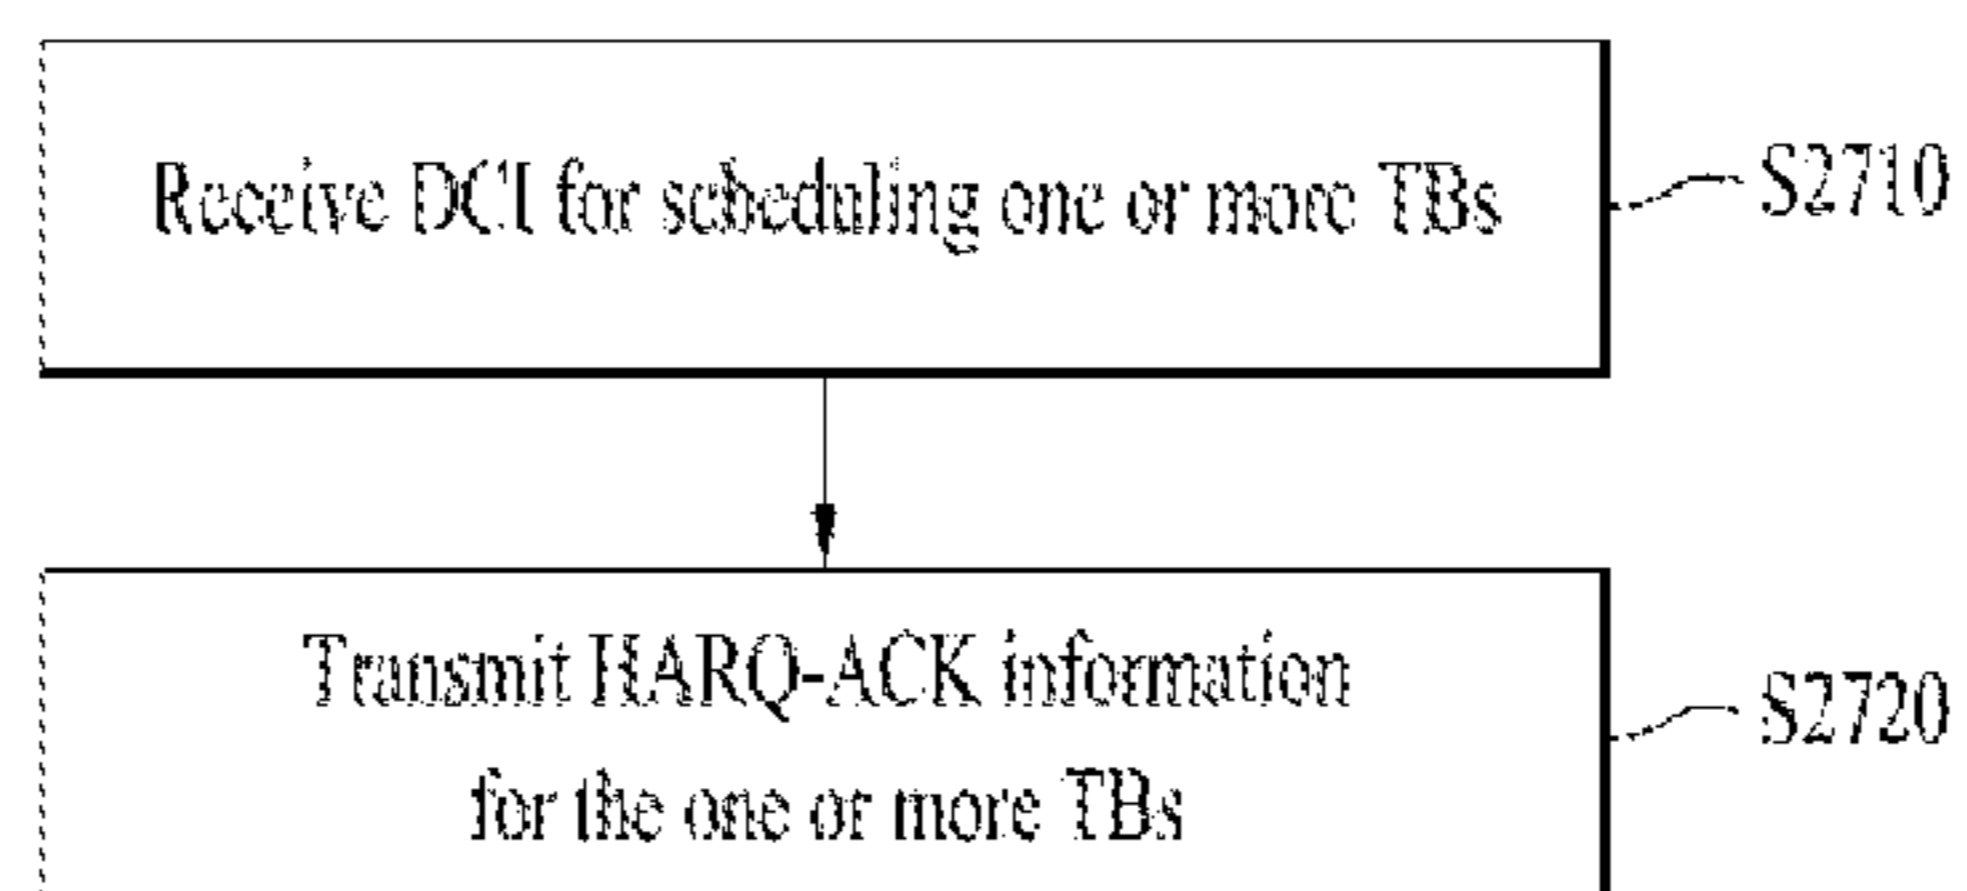 Receive DCI for scheduling one or more TBs
S2710
Transmit HARQ-ACK information
for the one or more TBs
S2720